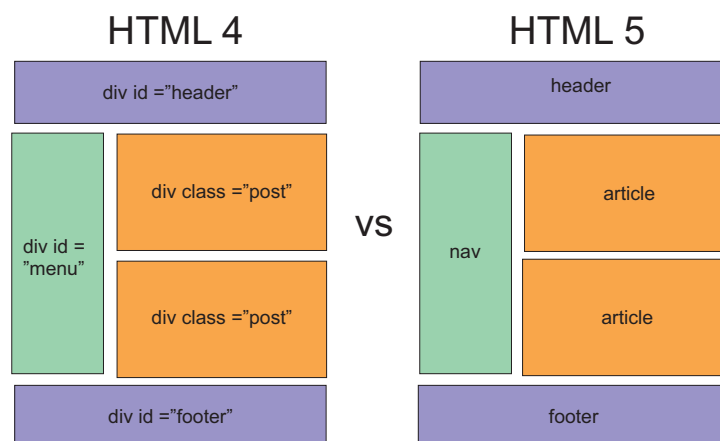 HTML 4
div id =”header”
div id =
”menu”
div class =”post”
div class =”post”
div id =”footer”
vs
HTML 5
header
nav
article
article
footer